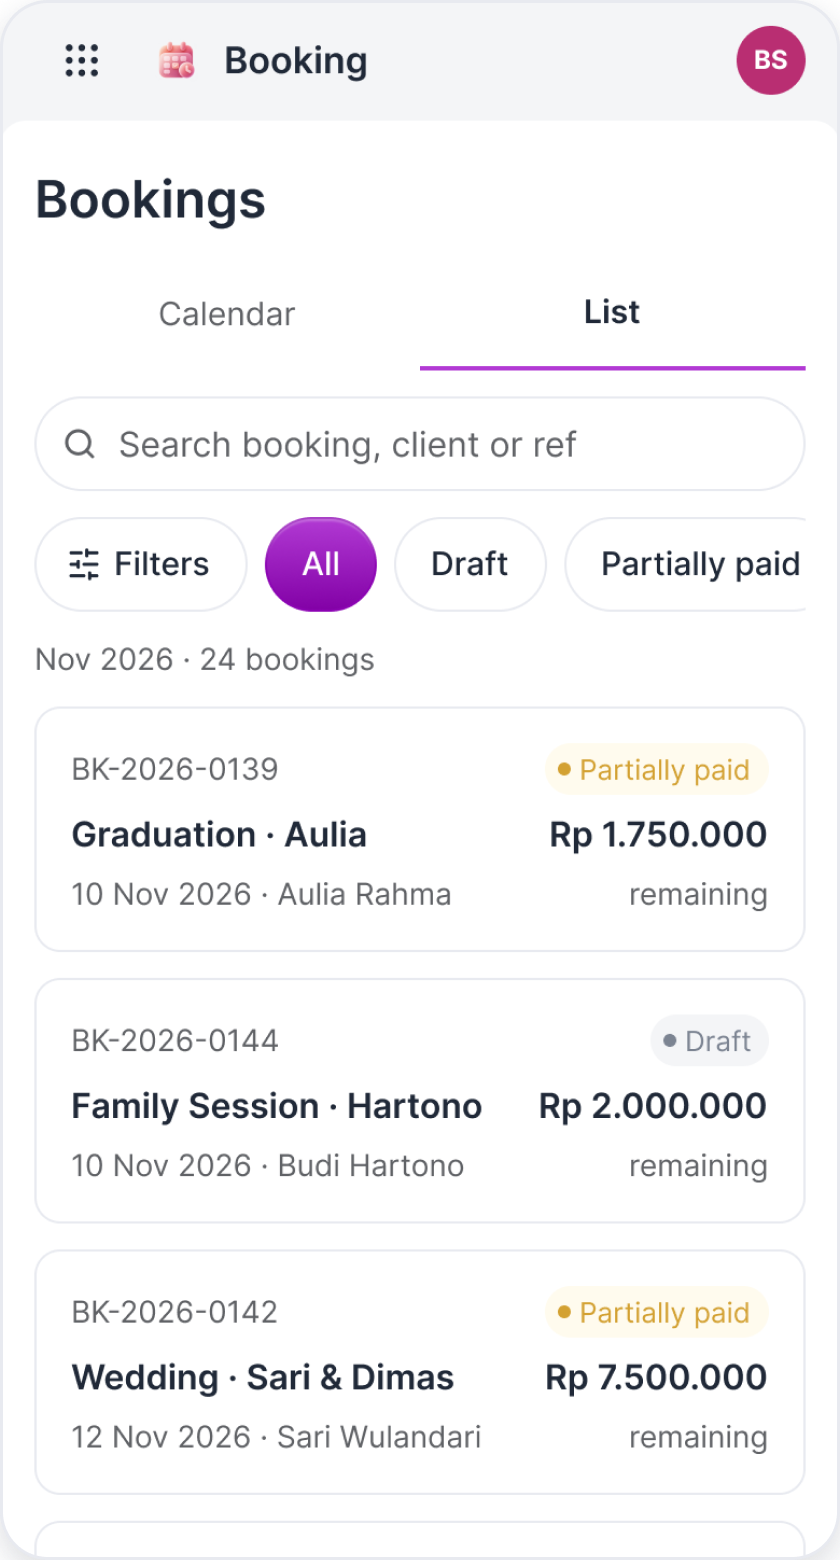 Booking
BS
Bookings
Calendar
List
Search booking, client or ref
Filters
All
Draft
Partially paid
Nov 2026 · 24 bookings
BK-2026-0139
Partially paid
Graduation · Aulia
Rp 1.750.000
10 Nov 2026 · Aulia Rahma
remaining
BK-2026-0144
Draft
Family Session · Hartono
Rp 2.000.000
10 Nov 2026 · Budi Hartono
remaining
BK-2026-0142
Partially paid
Wedding · Sari & Dimas
Rp 7.500.000
12 Nov 2026 · Sari Wulandari
remaining